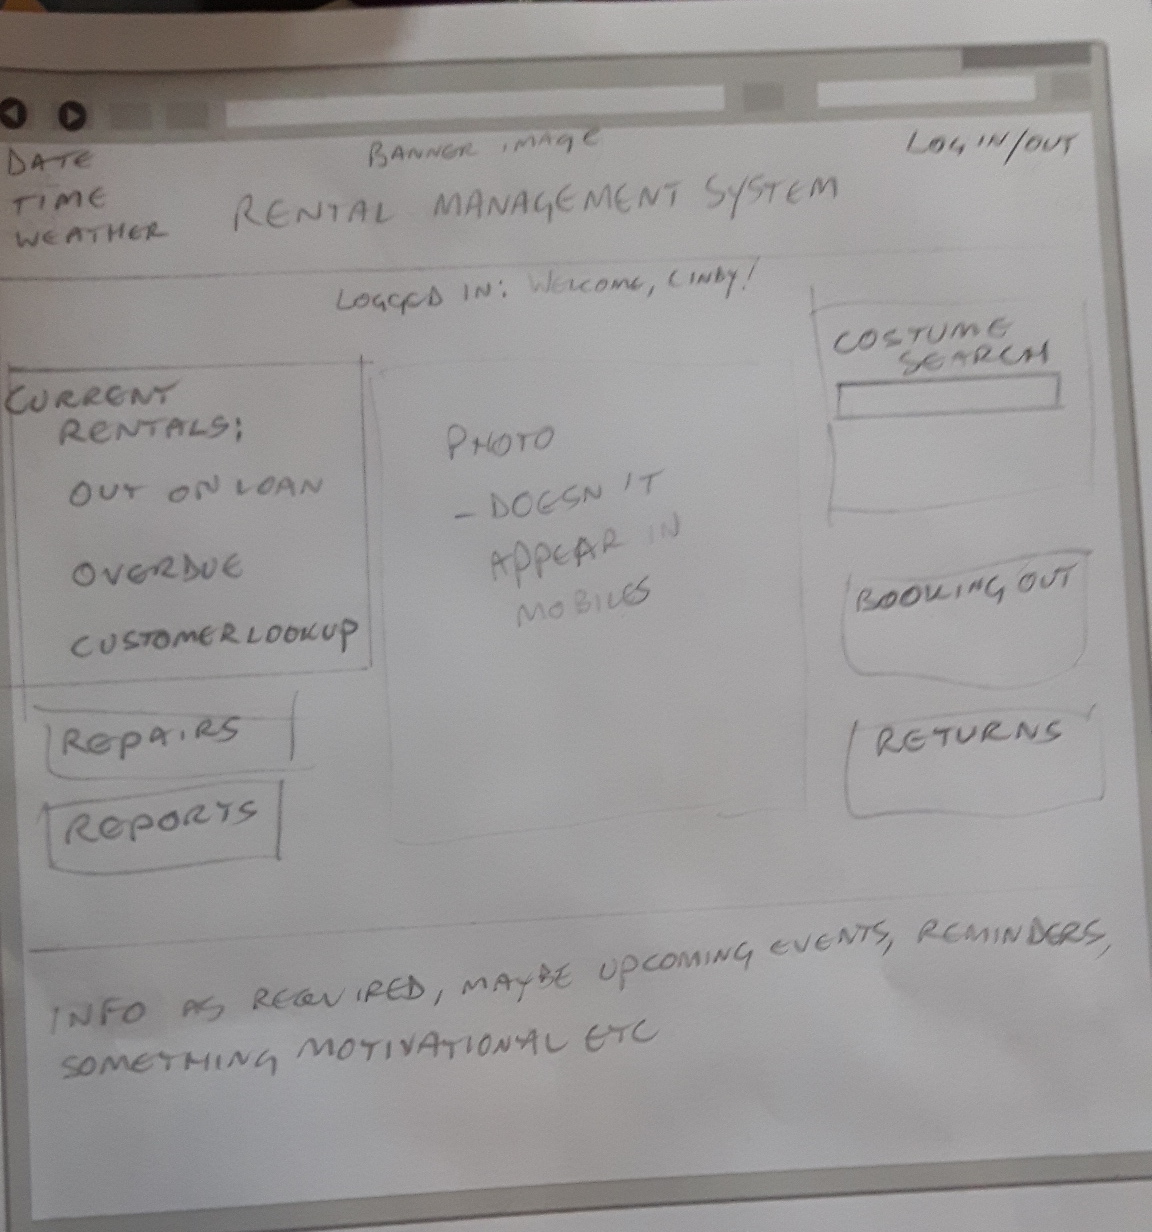 DATE
TIME
WEATHER
BANNER IMAGE
RENTAL MANAGEMENT SYSTEM
LOG IN/OUT
LOGGED IN: WELCOME, CINDY!
CURRENT
RENTALS:
OUT ON LOAN
OVERDUE
CUSTOMER LOOKUP
REPAIRS
REPORTS
PHOTO
- DOESN'T
APPEAR IN
MOBILES
COSTUME
SEARCH
BOOKING OUT
RETURNS
INFO AS REQUIRED, MAYBE UPCOMING EVENTS, REMINDERS,
SOMETHING MOTIVATIONAL ETC